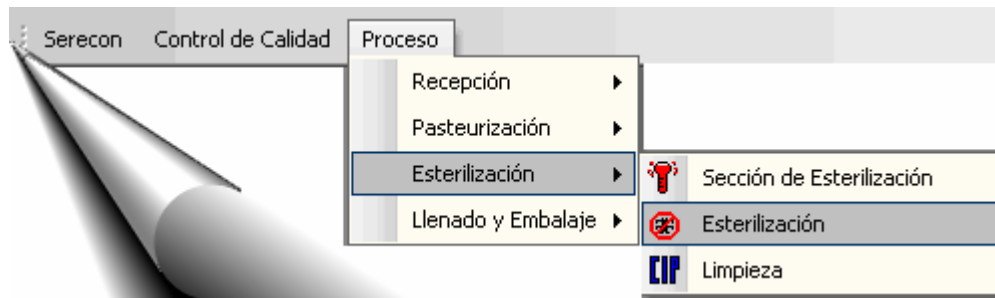 Serecon Control de Calidad Proceso
Recepción
Pasteurización
Esterilización
Llenado y Embalaje
Sección de Esterilización
Esterilización
CIP Limpieza